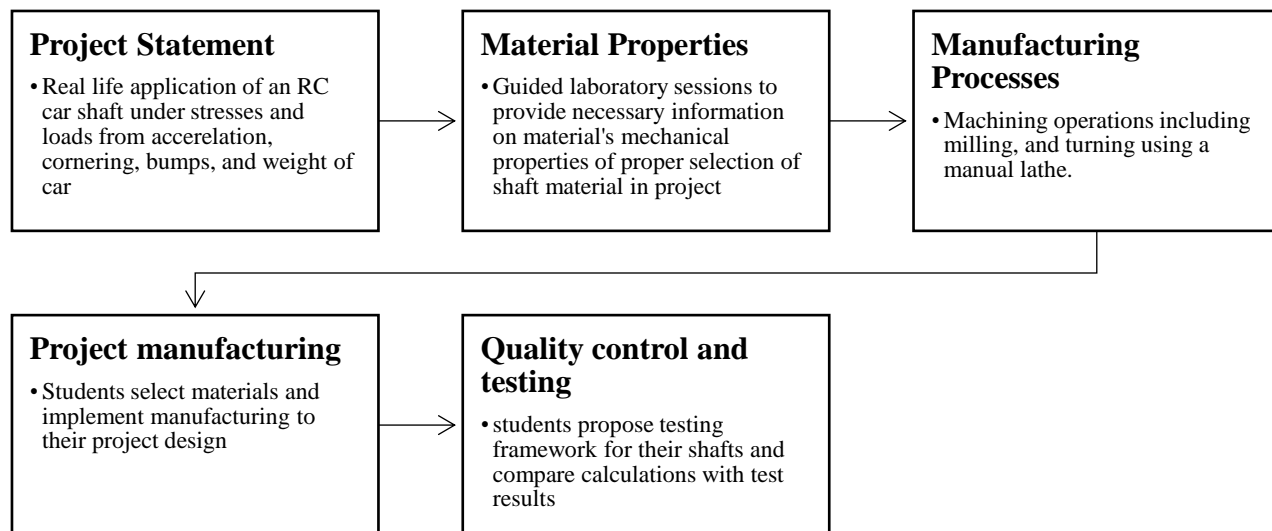 Project Statement
• Real life application of an RC
car shaft under stresses and
loads from accerelation,
cornering, bumps, and weight of
car
Material Properties
• Guided laboratory sessions to
provide necessary information
on material's mechanical
properties of proper selection of
shaft material in project
Manufacturing
Processes
• Machining operations including
milling, and turning using a
manual lathe.
Project manufacturing
• Students select materials and
implement manufacturing to
their project design
Quality control and
testing
• students propose testing
framework for their shafts and
compare calculations with test
results